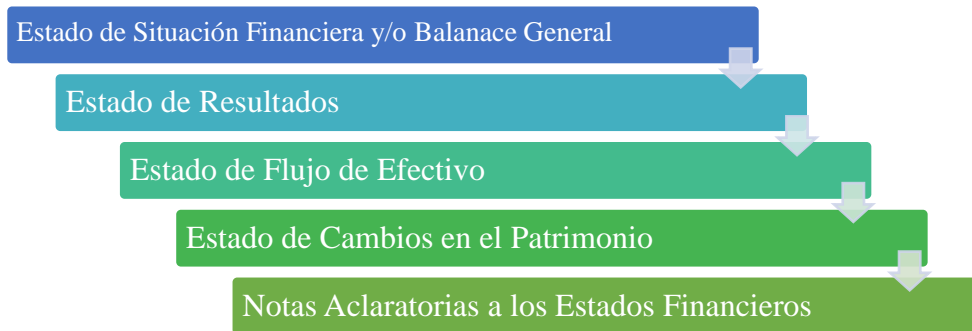 Estado de Situación Financiera y/o Balanace General
Estado de Resultados
Estado de Flujo de Efectivo
Estado de Cambios en el Patrimonio
Notas Aclaratorias a los Estados Financieros